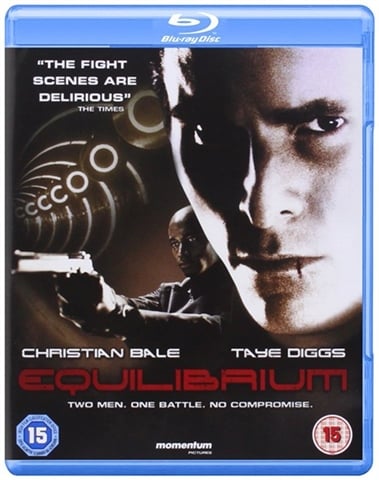 Blu-ray Disc
"THE FIGHT
SCENES ARE
DELIRIOUS"
THE TIMES
CHRISTIAN BALE TAYE DIGGS
EQUILIBRIUM
TWO MEN. ONE BATTLE. NO COMPROMISE.
15
momentum
PICTURES
15